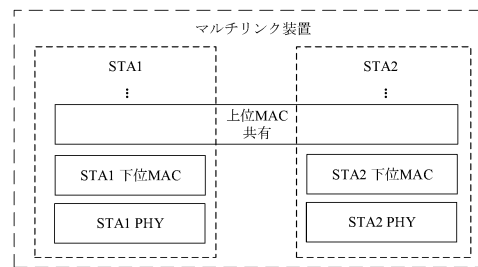 マルチリンク装置
STA1
STA2
⋮
⋮
上位MAC
共有
STA1 下位MAC
STA2 下位MAC
STA1 PHY
STA2 PHY